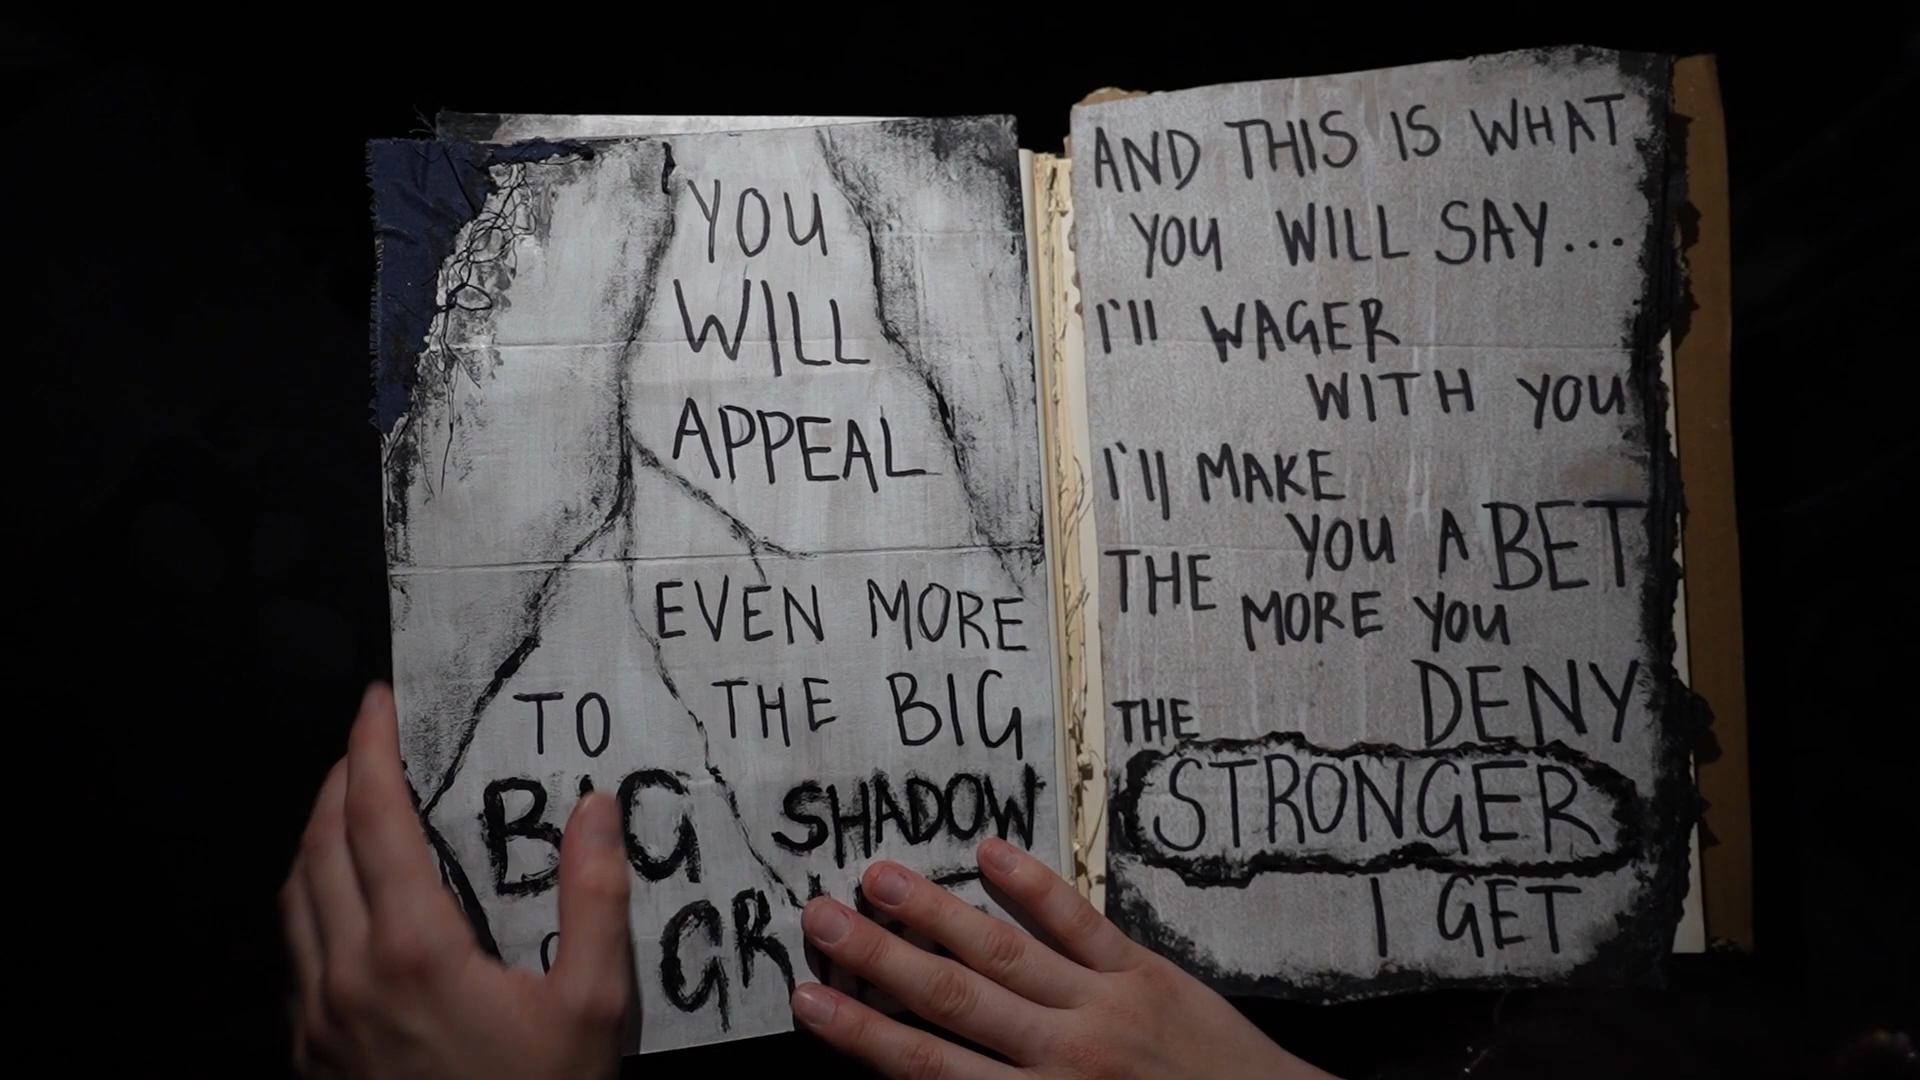 YOU
WILL
APPEAL
EVEN MORE
TO THE BIG
BIG SHADOW
AND THIS IS WHAT
YOU WILL SAY...
I'll WAGER
WITH YOU
I'll MAKE
YOU A BET
THE MORE YOU
DENY
THE
STRONGER
I GET